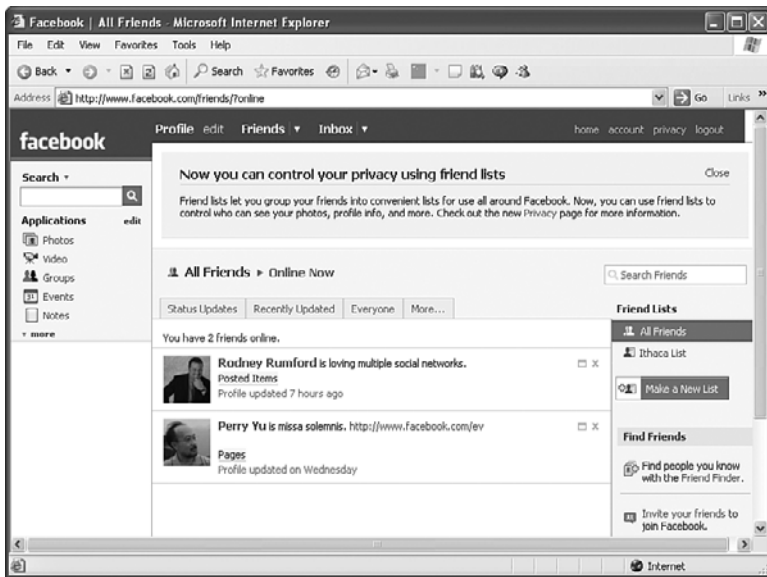 Facebook | All Friends - Microsoft Internet Explorer
File Edit View Favorites Tools Help
Back Search Favorites
Address http://www.facebook.com/friends/?online Go Links »
facebook
Profile edit Friends Inbox home account privacy logout
Search
Applications edit
Photos
Video
Groups
31 Events
Notes
more
Now you can control your privacy using friend lists Close
Friend lists let you group your friends into convenient lists for use all around Facebook. Now, you can use friend lists to
control who can see your photos, profile info, and more. Check out the new Privacy page for more information.
All Friends Online Now
Search Friends
Status Updates Recently Updated Everyone More...
You have 2 friends online.
Rodney Rumford is loving multiple social networks.
Posted Items
Profile updated 7 hours ago
Perry Yu is missa solemnis. http://www.facebook.com/ev
Pages
Profile updated on Wednesday
Friend Lists
All Friends
Ithaca List
Make a New List
Find Friends
Find people you know
with the Friend Finder.
Invite your friends to
join Facebook.
Internet